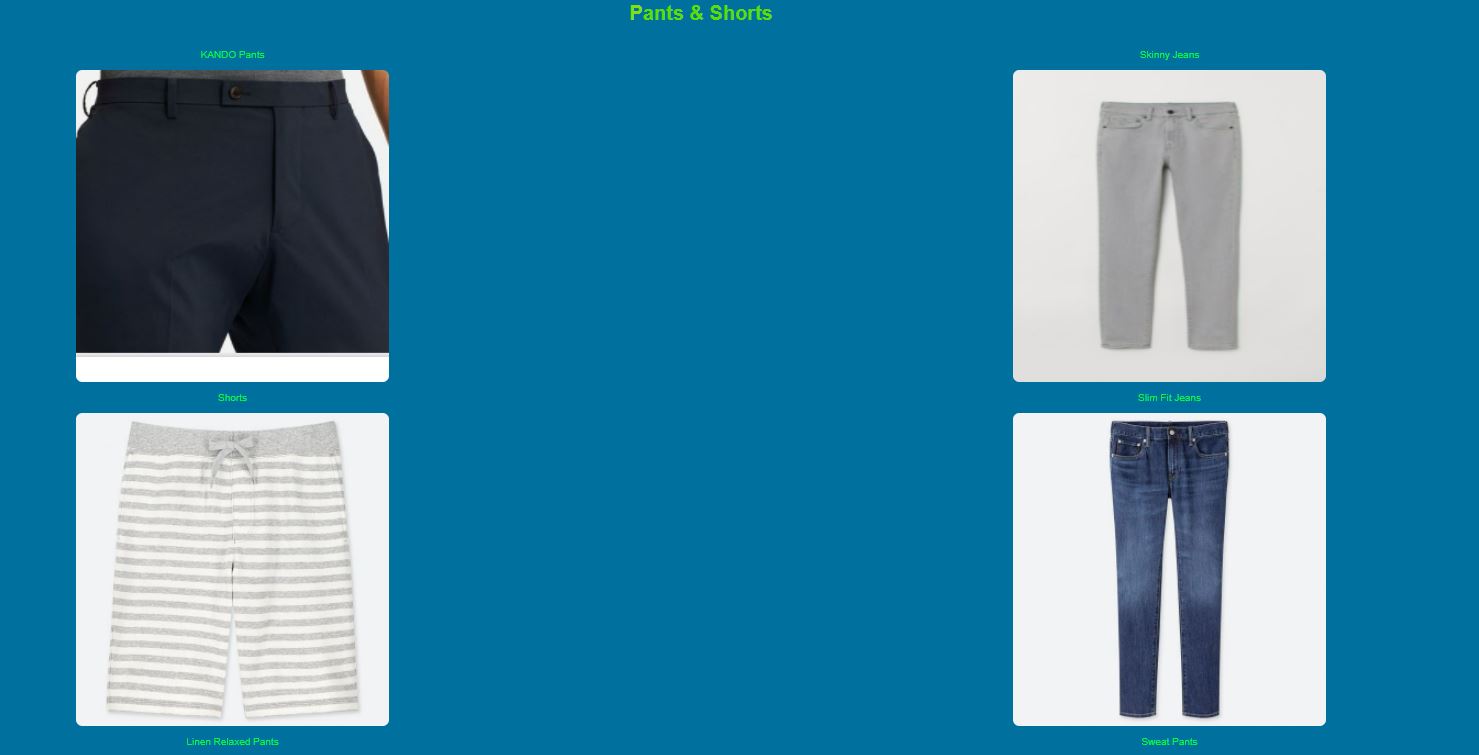 Pants & Shorts
KANDO Pants
Skinny Jeans
Shorts
Slim Fit Jeans
Linen Relaxed Pants
Sweat Pants